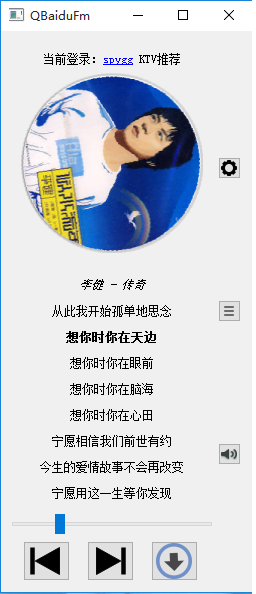 QBaiduFm
当前登录：spygg KTV推荐
李健 - 传奇
从此我开始孤单地思念
想你时你在天边
想你时你在眼前
想你时你在脑海
想你时你在心田
宁愿相信我们前世有约
今生的爱情故事不会再改变
宁愿用这一生等你发现